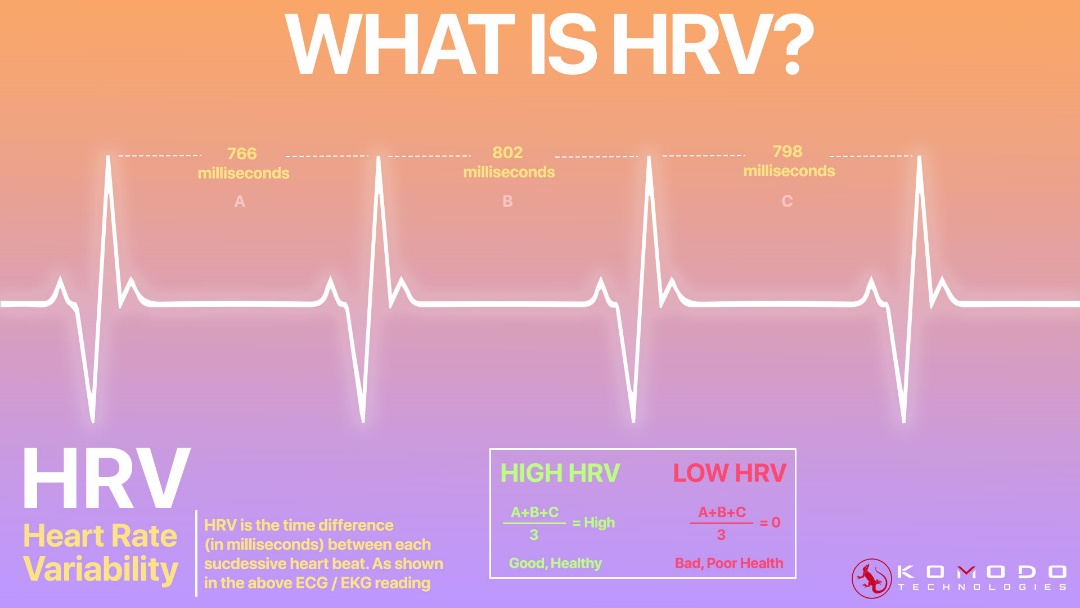 WHAT IS HRV?
766
milliseconds
A
802
milliseconds
B
798
milliseconds
C
HRV
Heart Rate
Variability
HRV is the time difference
(in milliseconds) between each
sucdessive heart beat. As shown
in the above ECG / EKG reading
HIGH HRV
A+B+C
3
= High
Good, Healthy
LOW HRV
A+B+C
3
= 0
Bad, Poor Health
KOMODO
TECHNOLOGIES